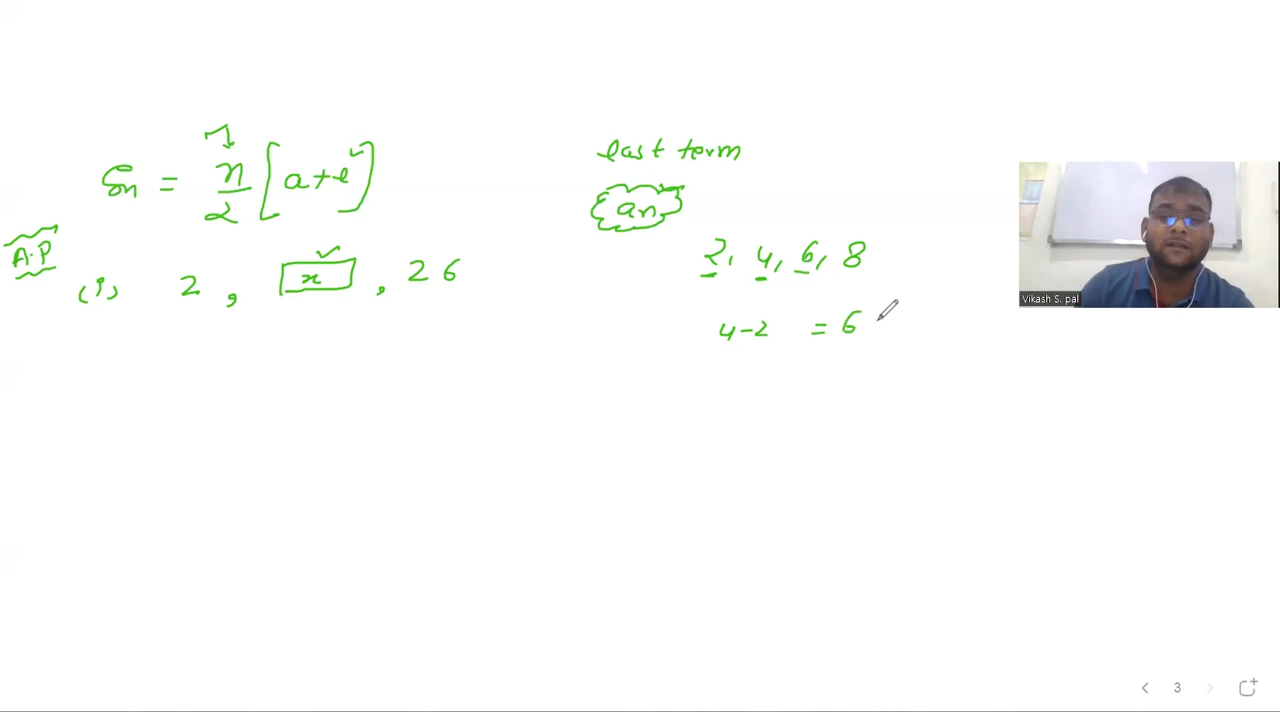 Sn = n/2 [a+l]
A.P
(i) 2, x, 26
last term
an
2, 4, 6, 8
4-2 = 6
Vikash S. pal
3